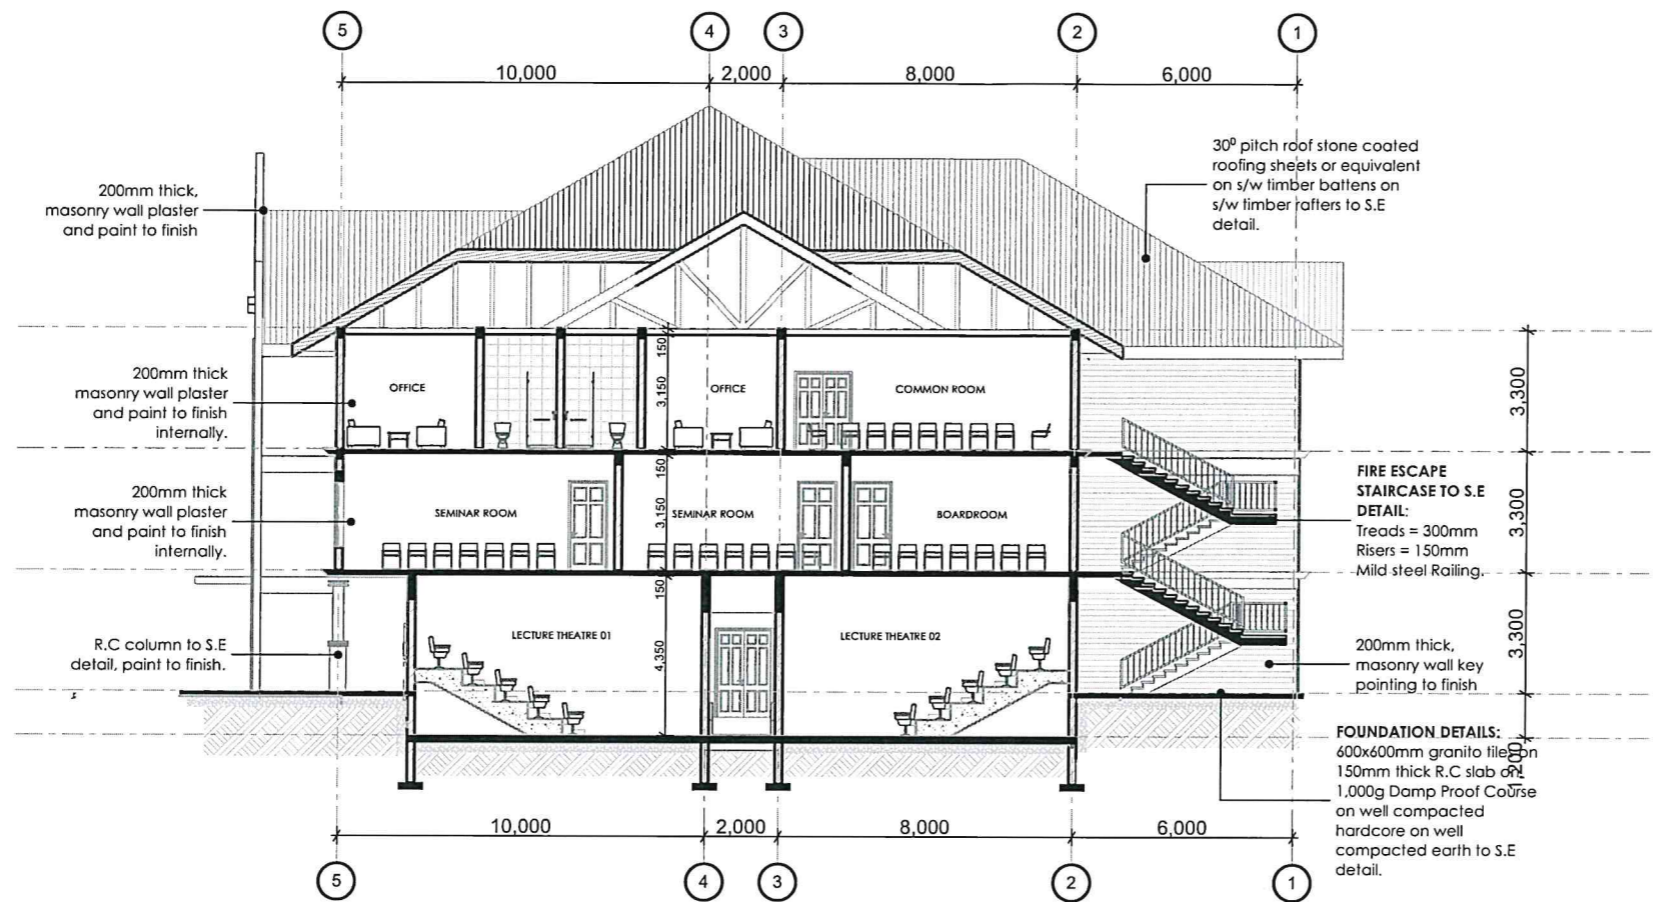 5
4
3
2
1
10,000
2,000
8,000
6,000
30⁰ pitch roof stone coated
roofing sheets or equivalent
on s/w timber battens on
s/w timber rafters to S.E
detail.
200mm thick,
masonry wall plaster
and paint to finish
150
3,150
OFFICE
OFFICE
COMMON ROOM
3,300
200mm thick
masonry wall plaster
and paint to finish
internally.
150
3,150
SEMINAR ROOM
SEMINAR ROOM
BOARDROOM
3,300
200mm thick
masonry wall plaster
and paint to finish
internally.
FIRE ESCAPE
STAIRCASE TO S.E
DETAIL:
Treads = 300mm
Risers = 150mm
Mild steel Railing.
150
4,350
LECTURE THEATRE 01
LECTURE THEATRE 02
3,300
R.C column to S.E
detail, paint to finish.
200mm thick,
masonry wall key
pointing to finish
s
1,200
FOUNDATION DETAILS:
600x600mm granito tile on
150mm thick R.C slab on
1,000g Damp Proof Course
on well compacted
hardcore on well
compacted earth to S.E
detail.
10,000
2,000
8,000
6,000
5
4
3
2
1